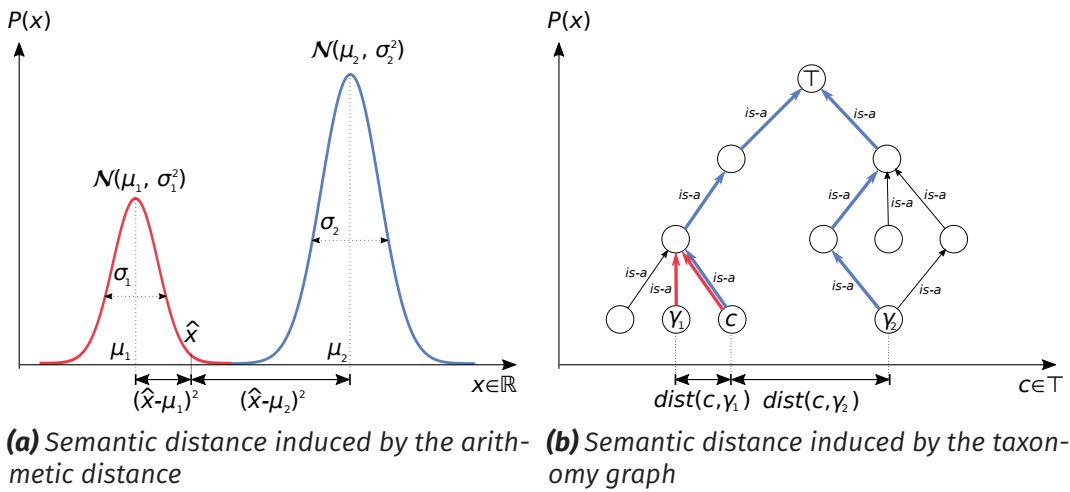 P(x)
𝒩(μ₂, σ₂²)
𝒩(μ₁, σ₁²)
σ₂
σ₁
x̂
μ₁
μ₂
x∈ℝ
(x̂-μ₁)²
(x̂-μ₂)²
(a) Semantic distance induced by the arith-
metic distance
P(x)
⊤
is-a
is-a
is-a
is-a
is-a
is-a
is-a
is-a
is-a
is-a
is-a
γ₁
c
γ₂
c∈⊤
dist(c,γ₁)
dist(c,γ₂)
(b) Semantic distance induced by the taxon-
omy graph